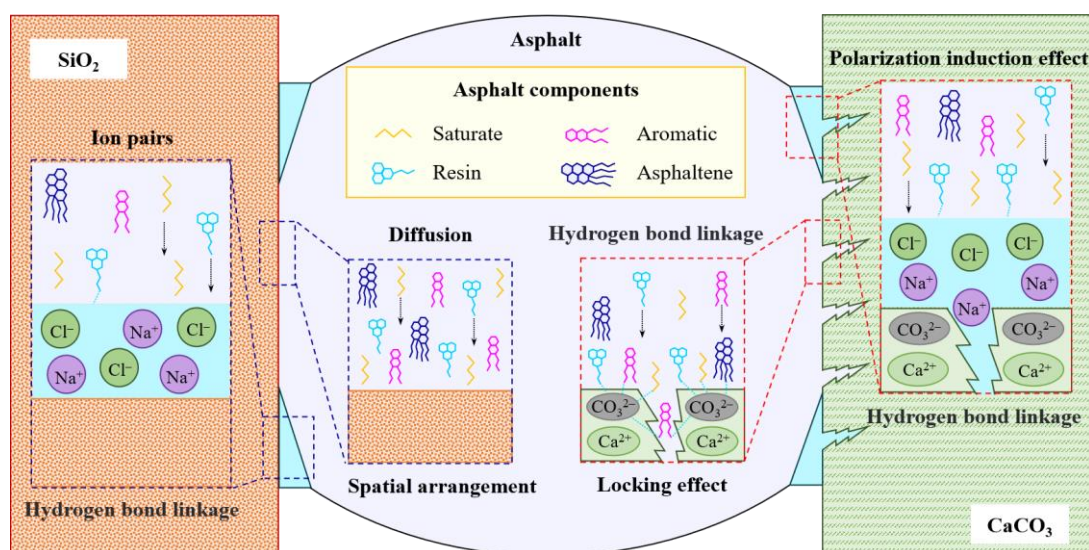 SiO₂
Ion pairs
Cl⁻
Na⁺
Cl⁻
Na⁺
Cl⁻
Na⁺
Hydrogen bond linkage
Asphalt
Asphalt components
Saturate
Aromatic
Resin
Asphaltene
Diffusion
Spatial arrangement
Hydrogen bond linkage
CO₃²⁻
CO₃²⁻
Ca²⁺
Ca²⁺
Locking effect
Polarization induction effect
Cl⁻
Cl⁻
Cl⁻
Na⁺
Na⁺
Na⁺
CO₃²⁻
CO₃²⁻
Ca²⁺
Ca²⁺
Hydrogen bond linkage
CaCO₃